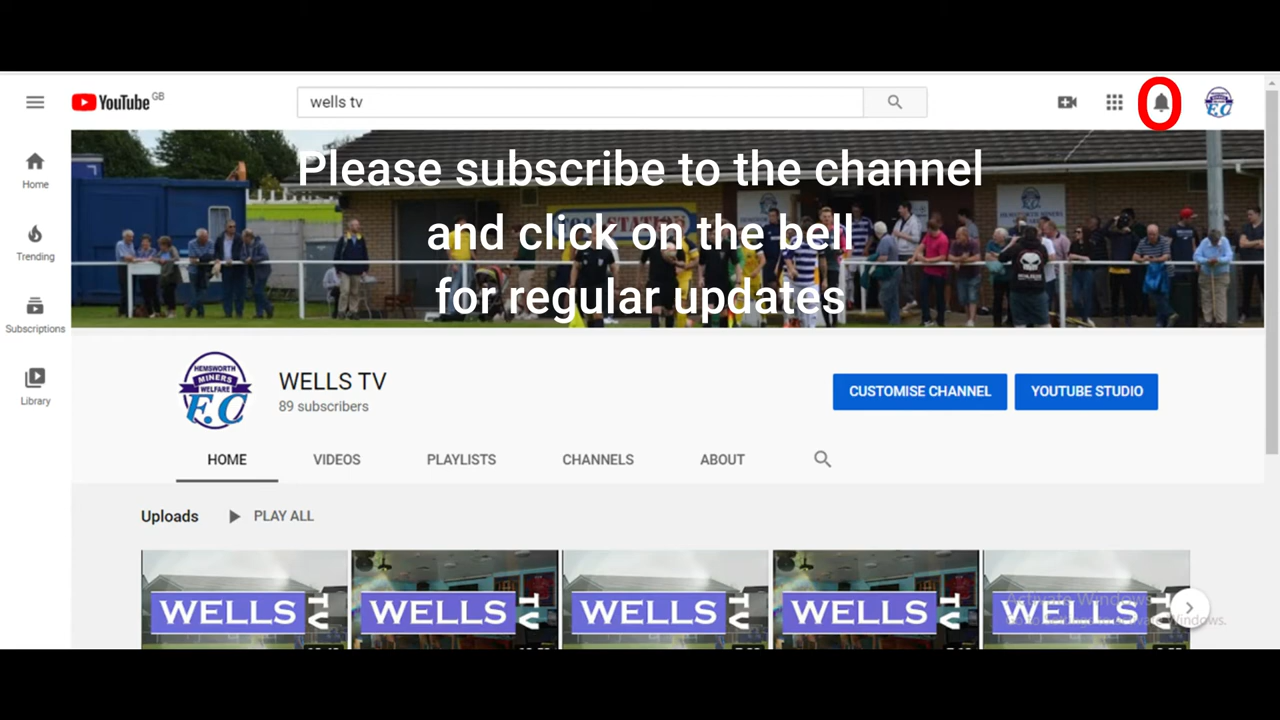 YouTube GB
wells tv
Please subscribe to the channel
and click on the bell
for regular updates
Home
Trending
Subscriptions
Library
HEMSWORTH
MINERS
WELFARE
F.C
WELLS TV
89 subscribers
CUSTOMISE CHANNEL
YOUTUBE STUDIO
HOME
VIDEOS
PLAYLISTS
CHANNELS
ABOUT
Uploads
PLAY ALL
WELLS TV
WELLS TV
WELLS TV
WELLS TV
WELLS TV
Activate Windows